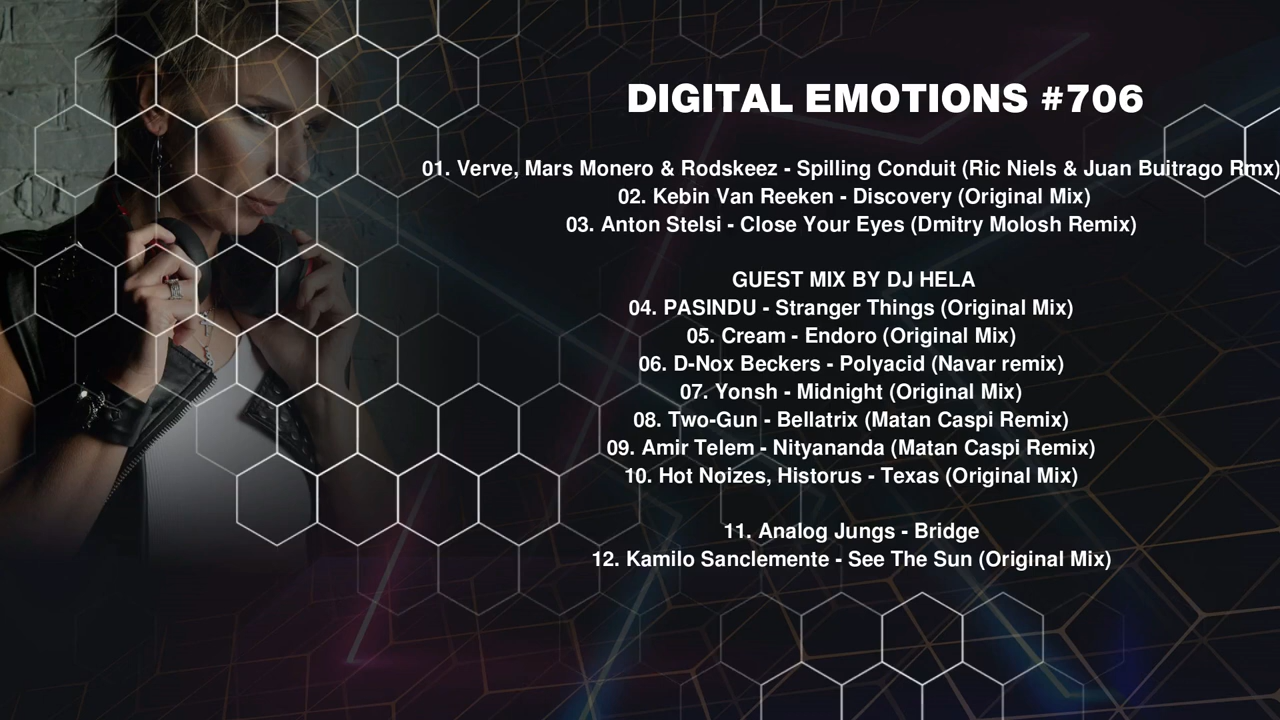 DIGITAL EMOTIONS #706
01. Verve, Mars Monero & Rodskeez - Spilling Conduit (Ric Niels & Juan Buitrago Rmx)
02. Kebin Van Reeken - Discovery (Original Mix)
03. Anton Stelsi - Close Your Eyes (Dmitry Molosh Remix)
GUEST MIX BY DJ HELA
04. PASINDU - Stranger Things (Original Mix)
05. Cream - Endoro (Original Mix)
06. D-Nox Beckers - Polyacid (Navar remix)
07. Yonsh - Midnight (Original Mix)
08. Two-Gun - Bellatrix (Matan Caspi Remix)
09. Amir Telem - Nityananda (Matan Caspi Remix)
10. Hot Noizes, Historus - Texas (Original Mix)
11. Analog Jungs - Bridge
12. Kamilo Sanclemente - See The Sun (Original Mix)